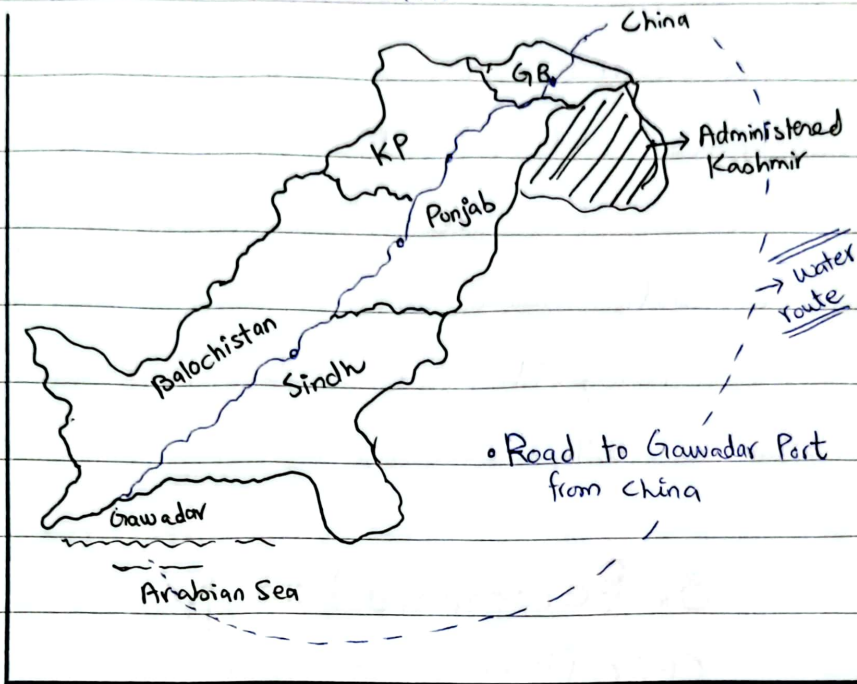 China
GB
Administered
Kashmir
KP
Punjab
→ Water
route
Balochistan
Sindh
• Road to Gawadar Port
from China
Gawadar
Arabian Sea